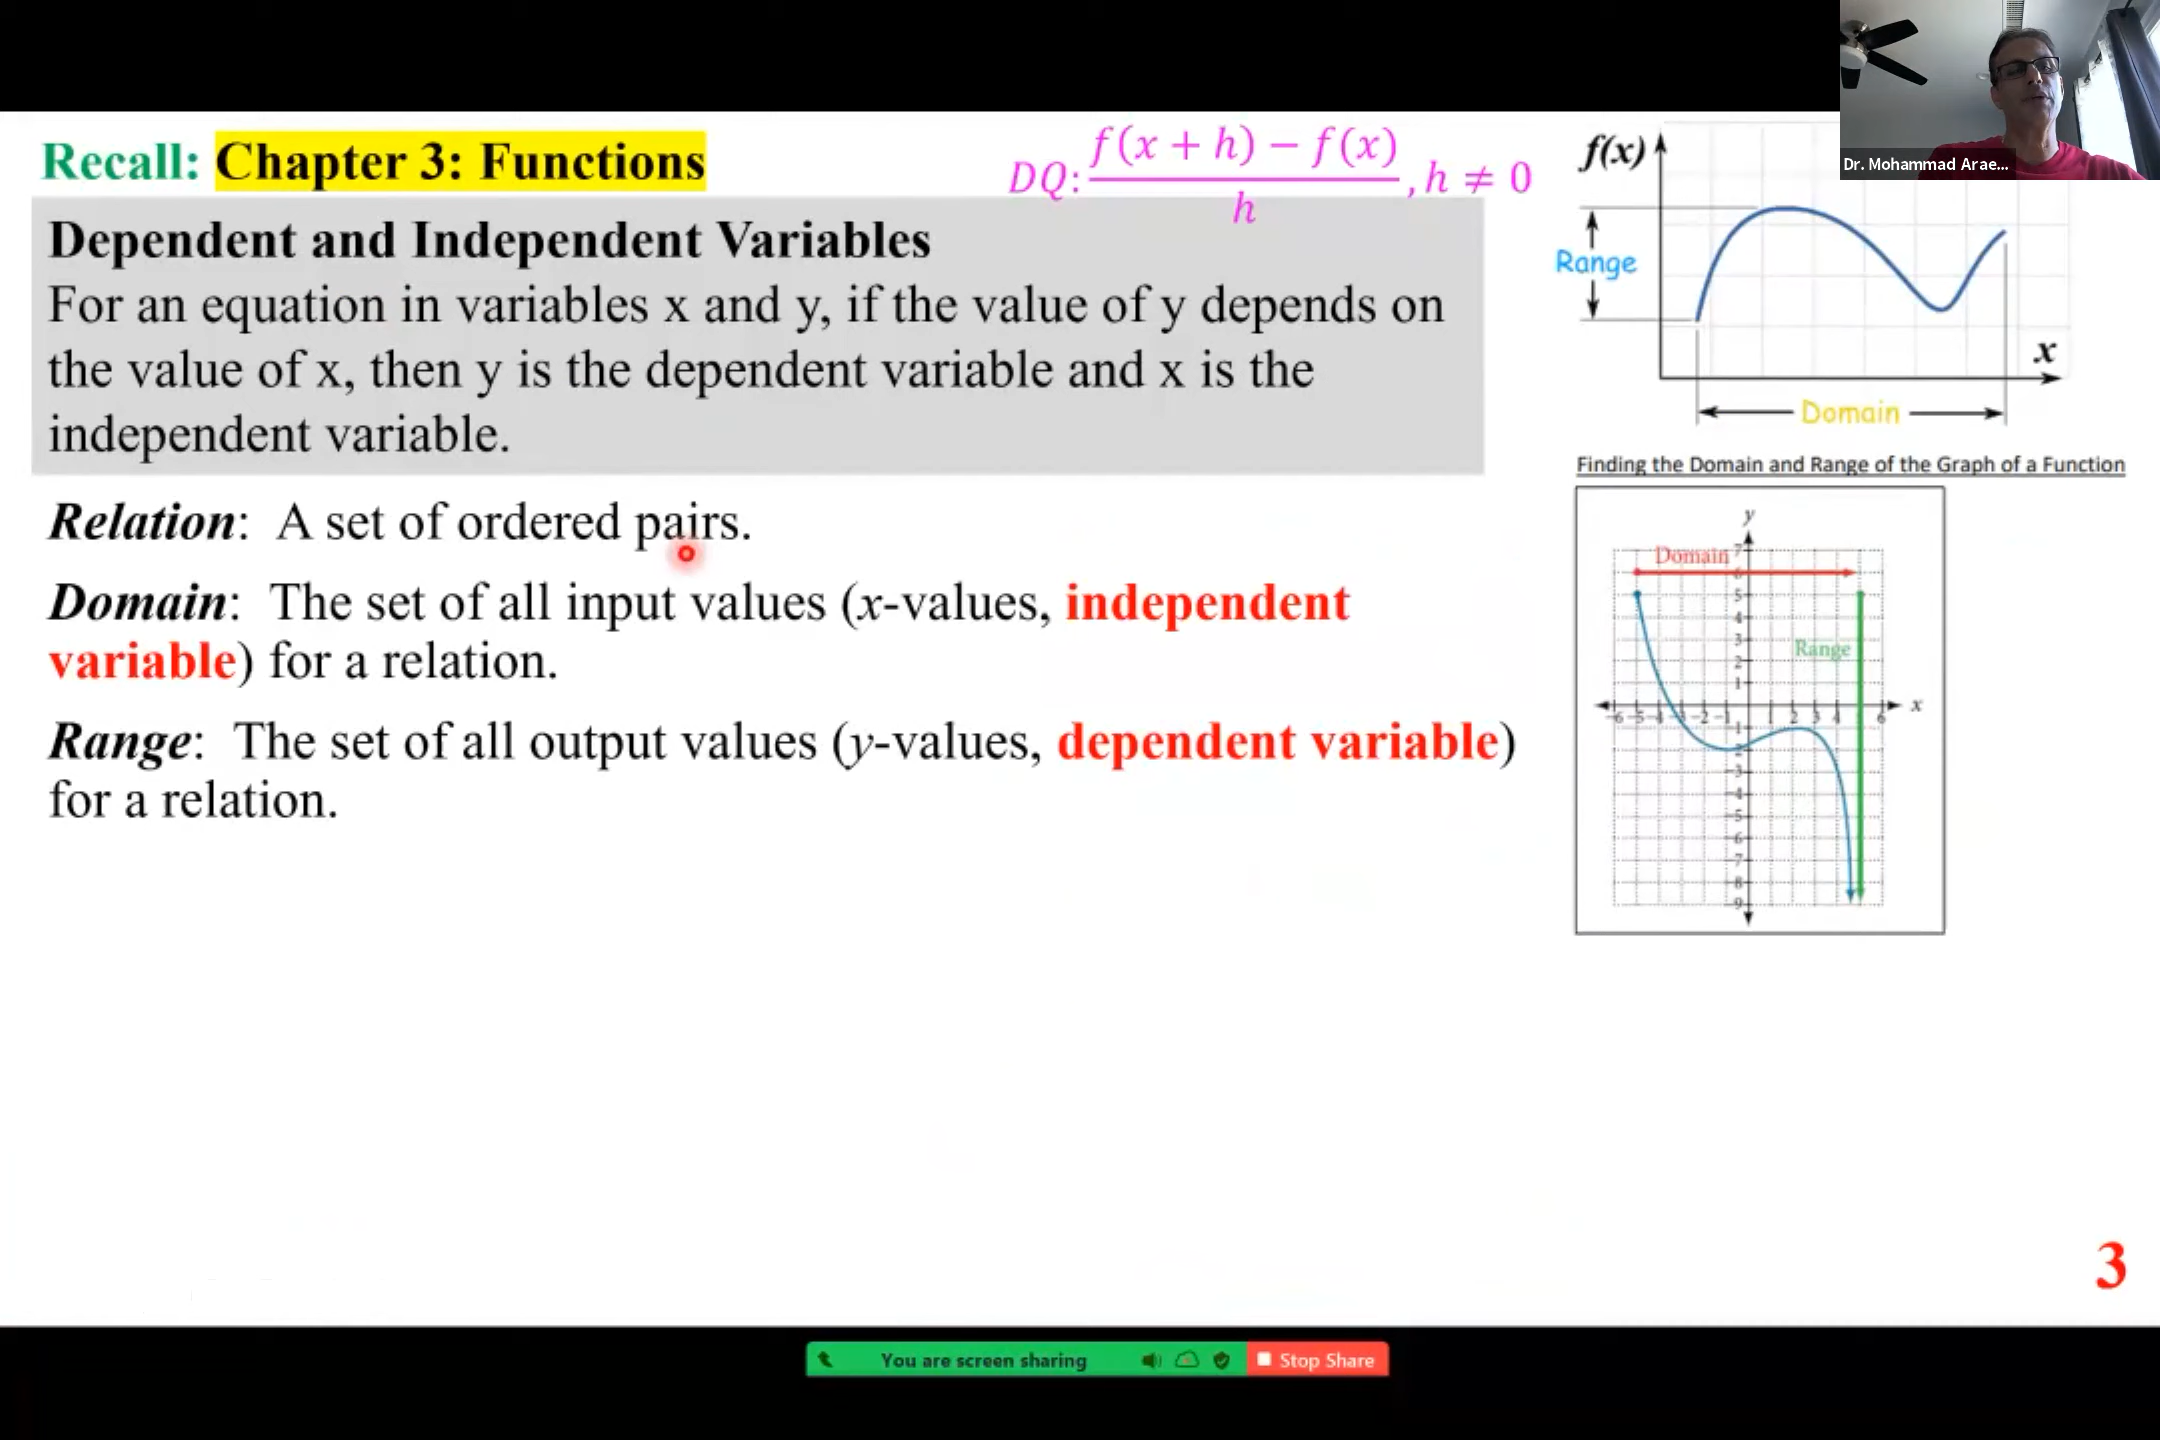 Dr. Mohammad Arae...
Recall: Chapter 3: Functions
DQ: f(x + h) − f(x) / h , h ≠ 0
Dependent and Independent Variables
For an equation in variables x and y, if the value of y depends on
the value of x, then y is the dependent variable and x is the
independent variable.
Relation: A set of ordered pairs.
Domain: The set of all input values (x-values, independent
variable) for a relation.
Range: The set of all output values (y-values, dependent variable)
for a relation.
f(x)
Range
x
Domain
Finding the Domain and Range of the Graph of a Function
y
Domain
Range
x
3
You are screen sharing
Stop Share